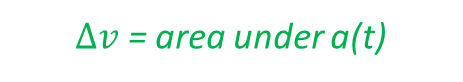 Δ𝑣 = area under a(t)